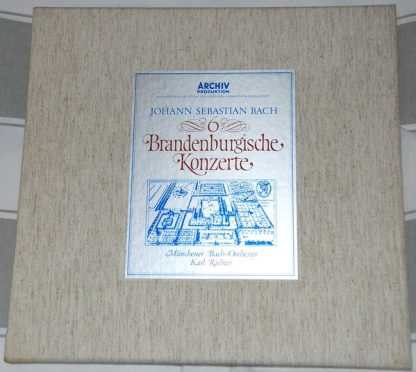 ARCHIV
PRODUKTION
JOHANN SEBASTIAN BACH
6
Brandenburgische
Konzerte
Münchener Bach-Orchester
Karl Richter